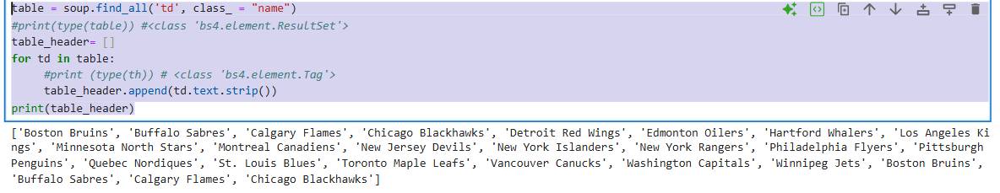 table = soup.find_all('td', class_ = "name")
#print(type(table)) #<class 'bs4.element.ResultSet'>
table_header= []
for td in table:
     #print (type(th)) # <class 'bs4.element.Tag'>
     table_header.append(td.text.strip())
print(table_header)
['Boston Bruins', 'Buffalo Sabres', 'Calgary Flames', 'Chicago Blackhawks', 'Detroit Red Wings', 'Edmonton Oilers', 'Hartford Whalers', 'Los Angeles Ki
ngs', 'Minnesota North Stars', 'Montreal Canadiens', 'New Jersey Devils', 'New York Islanders', 'New York Rangers', 'Philadelphia Flyers', 'Pittsburgh
Penguins', 'Quebec Nordiques', 'St. Louis Blues', 'Toronto Maple Leafs', 'Vancouver Canucks', 'Washington Capitals', 'Winnipeg Jets', 'Boston Bruins',
'Buffalo Sabres', 'Calgary Flames', 'Chicago Blackhawks']